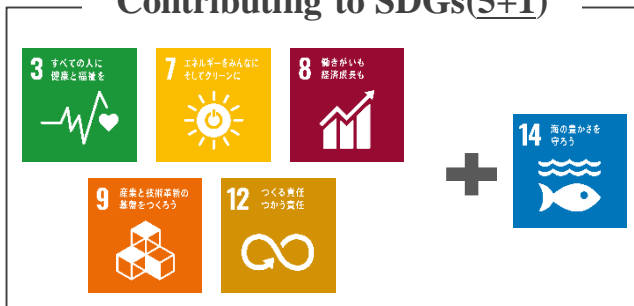 Contributing to SDGs(5+1)
3 すべての人に
健康と福祉を
7 エネルギーをみんなに
そしてクリーンに
8 働きがいも
経済成長も
9 産業と技術革新の
基盤をつくろう
12 つくる責任
つかう責任
14 海の豊かさを
守ろう